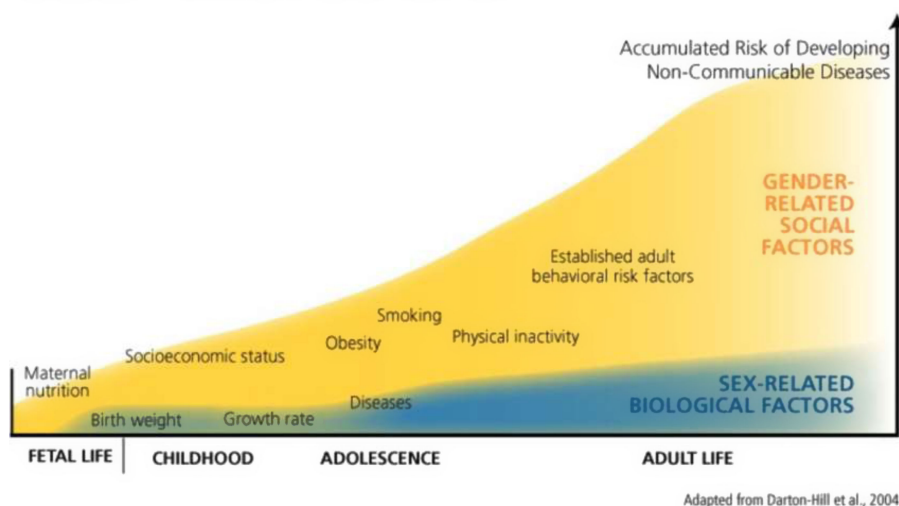 Accumulated Risk of Developing
Non-Communicable Diseases
GENDER-
RELATED
SOCIAL
FACTORS
Established adult
behavioral risk factors
Smoking
Obesity
Physical inactivity
Socioeconomic status
Maternal
nutrition
Diseases
SEX-RELATED
BIOLOGICAL FACTORS
Birth weight
Growth rate
FETAL LIFE
CHILDHOOD
ADOLESCENCE
ADULT LIFE
Adapted from Darton-Hill et al., 2004